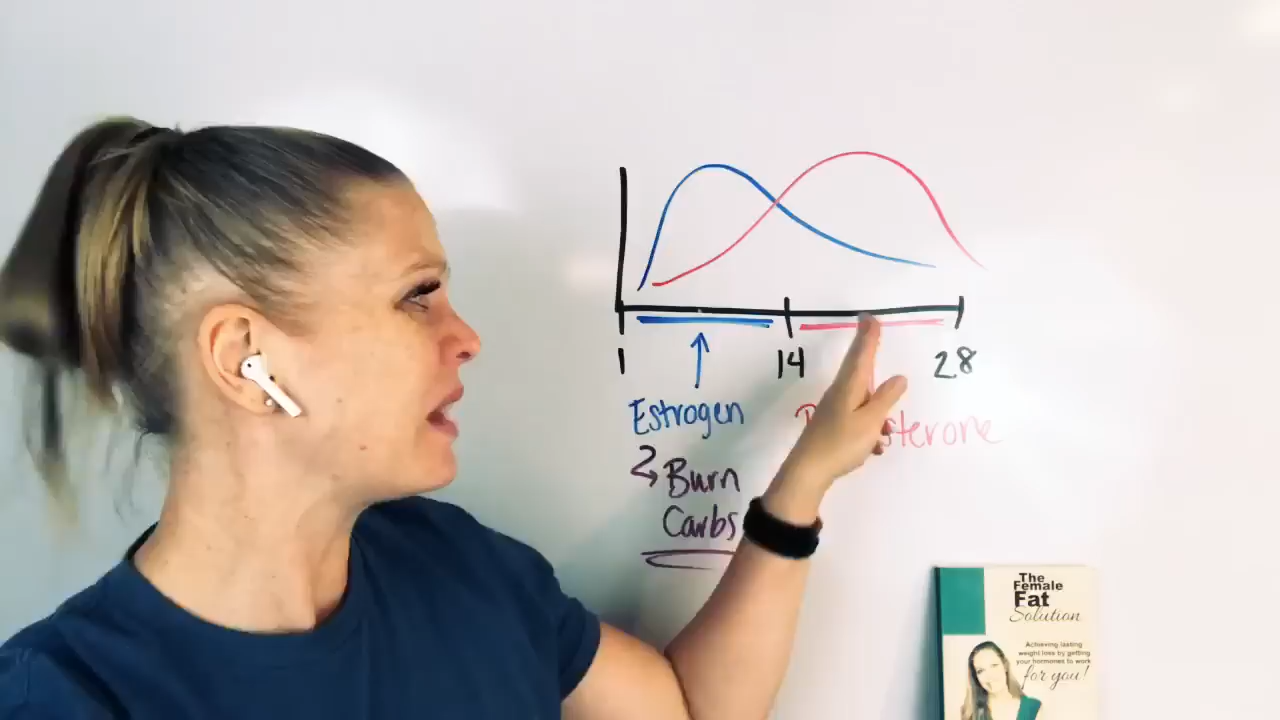 1 14 28
Estrogen
Burn
Carbs
The
Female
Fat
Solution
Achieving lasting
weight loss by getting
your hormones to work
for you!